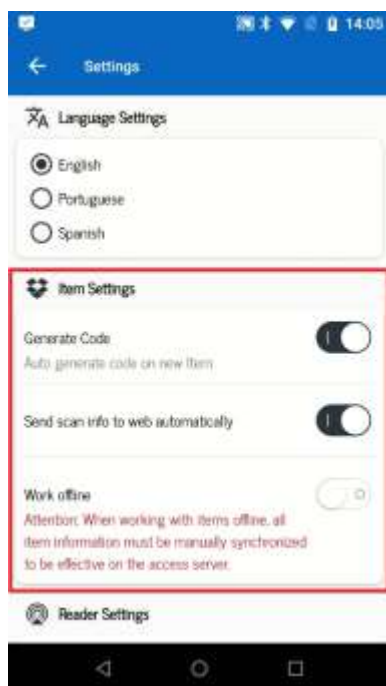 14:05
Settings
Language Settings
English
Portuguese
Spanish
Item Settings
Generate Code
Auto generate code on new Item
Send scan info to web automatically
Work offline
Attention: When working with items offline, all
item information must be manually synchronized
to be effective on the access server.
Reader Settings